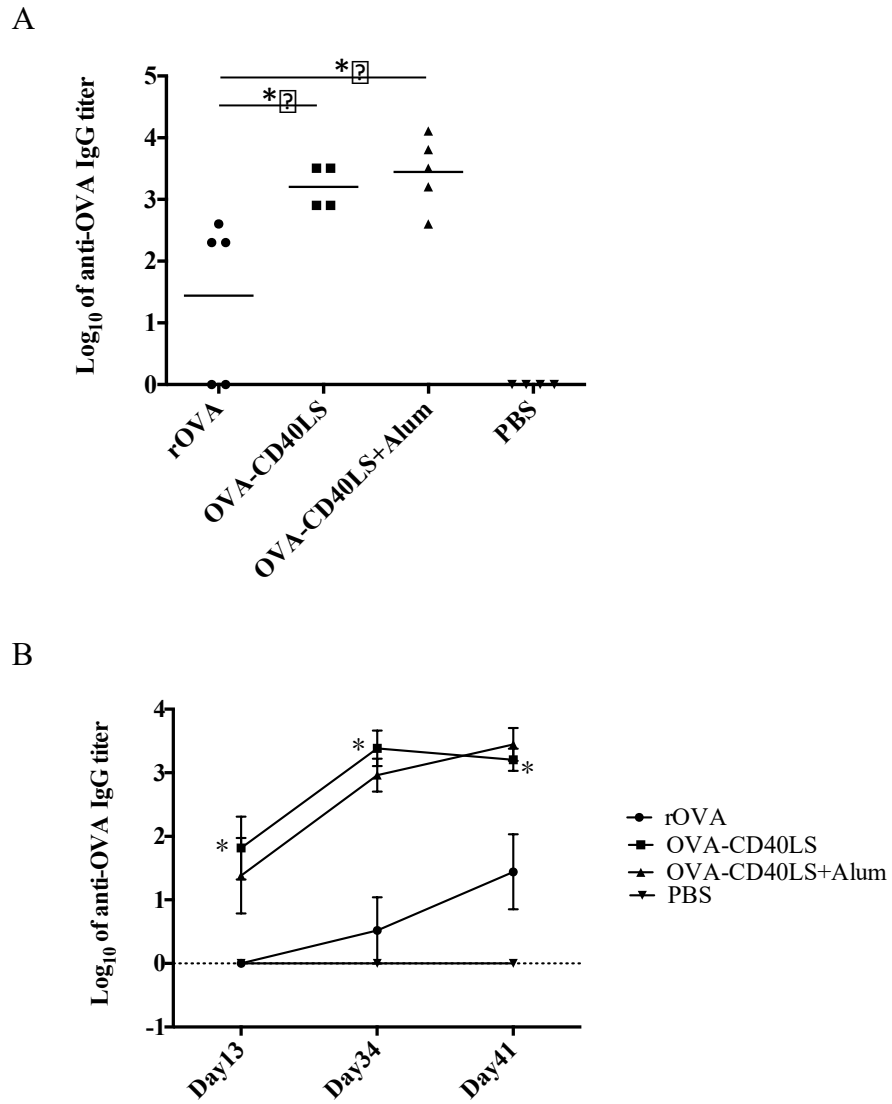 A
Log10 of anti-OVA IgG titer
5
4
3
2
1
0
*
*
rOVA
OVA-CD40LS
OVA-CD40LS+Alum
PBS
B
Log10 of anti-OVA IgG titer
4
3
2
1
0
-1
*
*
*
Day13
Day34
Day41
rOVA
OVA-CD40LS
OVA-CD40LS+Alum
PBS